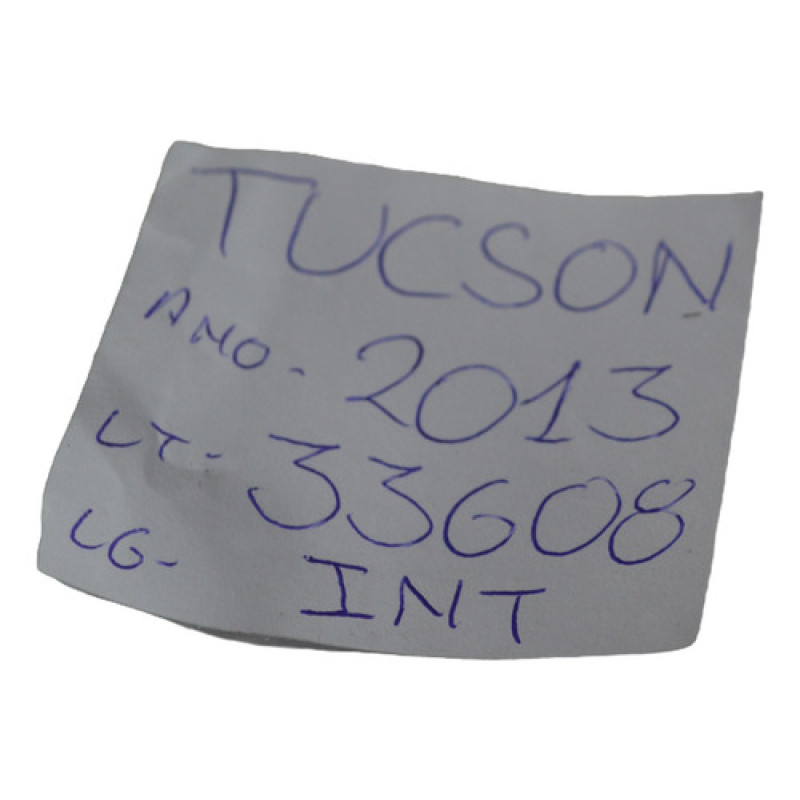 TUCSON
ANO- 2013
LT- 33608
LG- INT